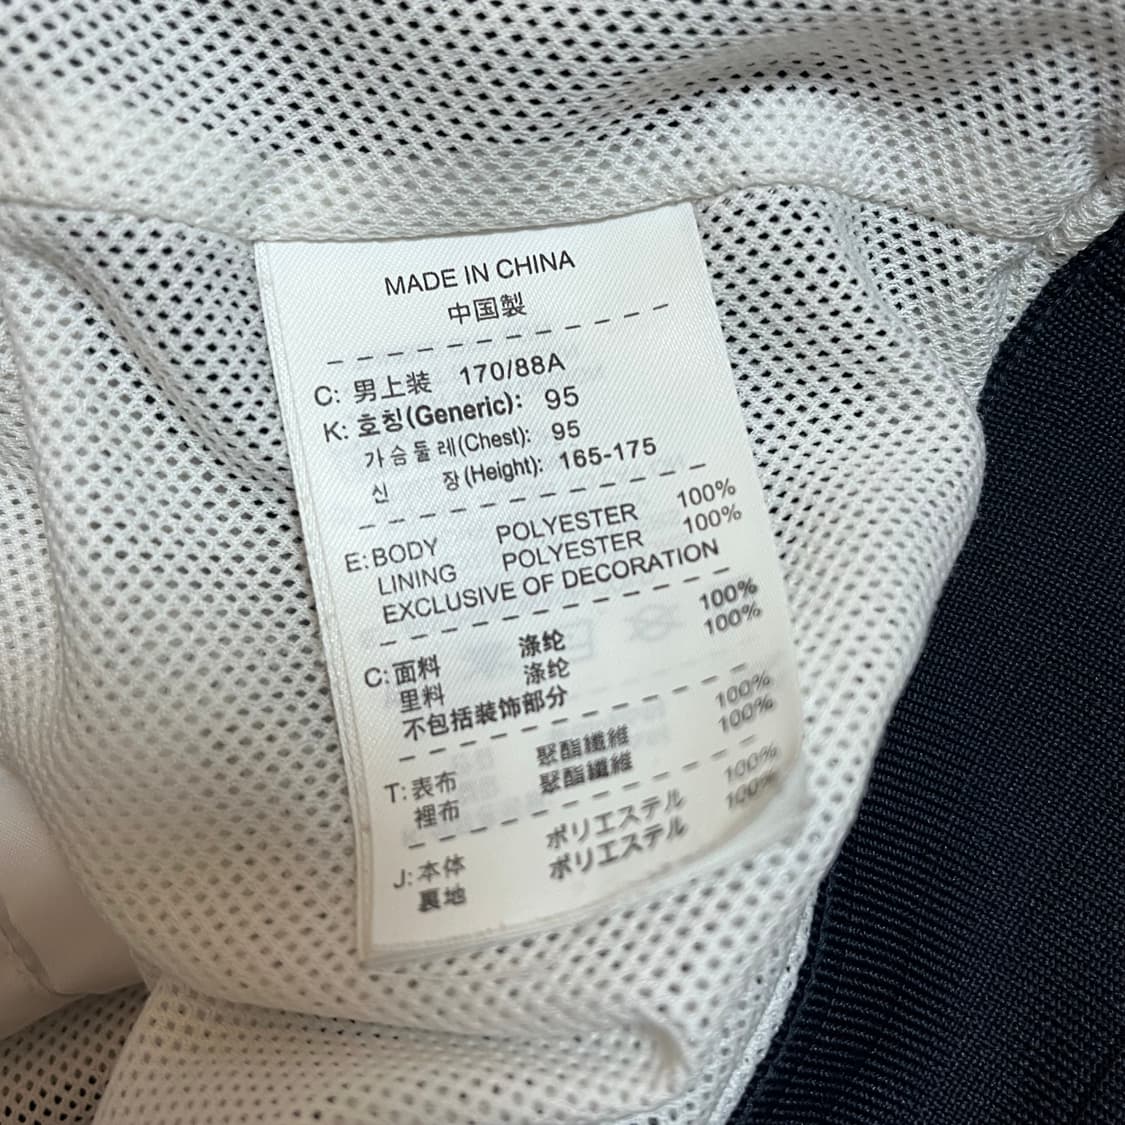 MADE IN CHINA
中国製
C: 男上装 170/88A
K: 호칭(Generic): 95
가슴둘레(Chest): 95
신 장(Height): 165-175
E: BODY POLYESTER 100%
LINING POLYESTER 100%
EXCLUSIVE OF DECORATION
C: 面料 涤纶 100%
里料 涤纶 100%
不包括装饰部分
T: 表布 聚酯纖維 100%
裡布 聚酯纖維 100%
J: 本体 ポリエステル 100%
裏地 ポリエステル 100%